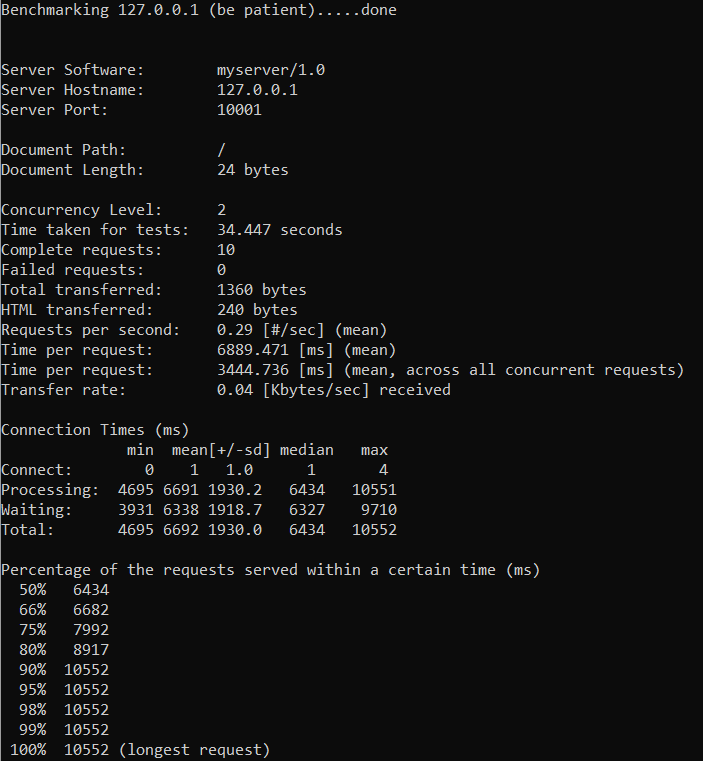 Benchmarking 127.0.0.1 (be patient).....done
Server Software:        myserver/1.0
Server Hostname:        127.0.0.1
Server Port:            10001
Document Path:          /
Document Length:        24 bytes
Concurrency Level:      2
Time taken for tests:   34.447 seconds
Complete requests:      10
Failed requests:        0
Total transferred:      1360 bytes
HTML transferred:       240 bytes
Requests per second:    0.29 [#/sec] (mean)
Time per request:       6889.471 [ms] (mean)
Time per request:       3444.736 [ms] (mean, across all concurrent requests)
Transfer rate:          0.04 [Kbytes/sec] received
Connection Times (ms)
              min  mean[+/-sd] median   max
Connect:        0    1   1.0      1       4
Processing:  4695 6691 1930.2   6434   10551
Waiting:     3931 6338 1918.7   6327    9710
Total:       4695 6692 1930.0   6434   10552
Percentage of the requests served within a certain time (ms)
  50%   6434
  66%   6682
  75%   7992
  80%   8917
  90%  10552
  95%  10552
  98%  10552
  99%  10552
 100%  10552 (longest request)